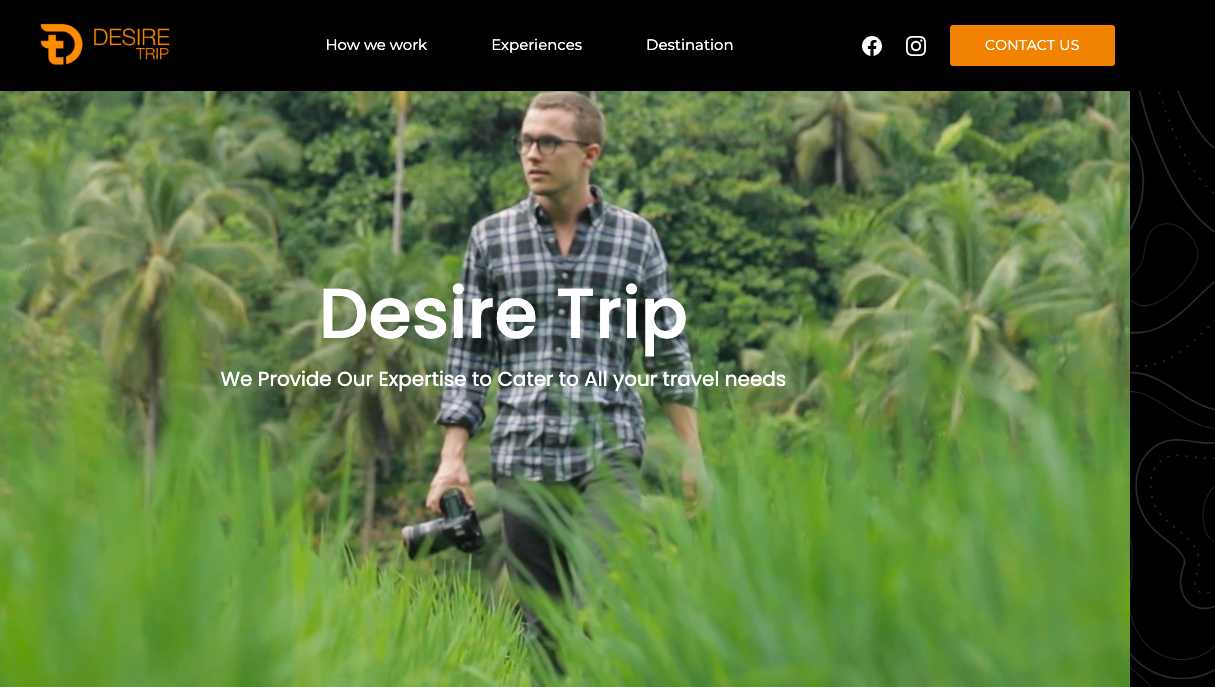 DESIRE
TRIP
How we work
Experiences
Destination
CONTACT US
Desire Trip
We Provide Our Expertise to Cater to All your travel needs